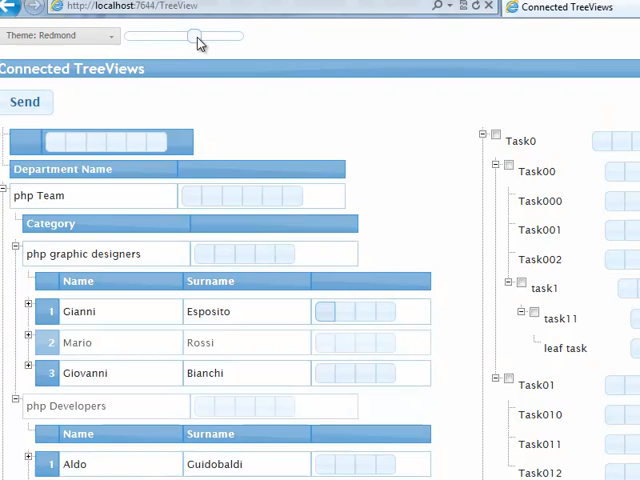 http://localhost:7644/TreeView
Connected TreeViews
Theme: Redmond
Connected TreeViews
Send
Department Name
php Team
Category
php graphic designers
Name Surname
1 Gianni Esposito
2 Mario Rossi
3 Giovanni Bianchi
php Developers
Name Surname
1 Aldo Guidobaldi
Task0
Task00
Task000
Task001
Task002
task1
task11
leaf task
Task01
Task010
Task011
Task012